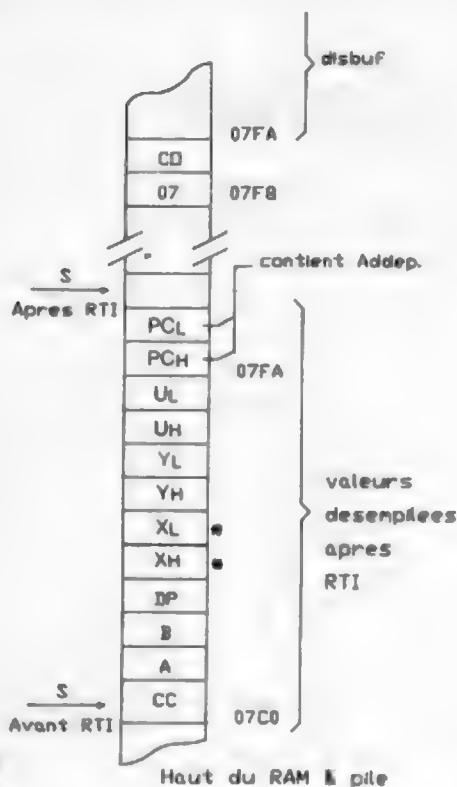 disbuf
07FA
C0
07 07F8
contient Addep.
S
Apres RTI
PCL
PCH 07FA
UL
UH
YL
YH
XL
XH
DP
B
A
S
Avant RTI
CC
07C0
valeurs
desempilees
apres
RTI
Haut du RAM pile